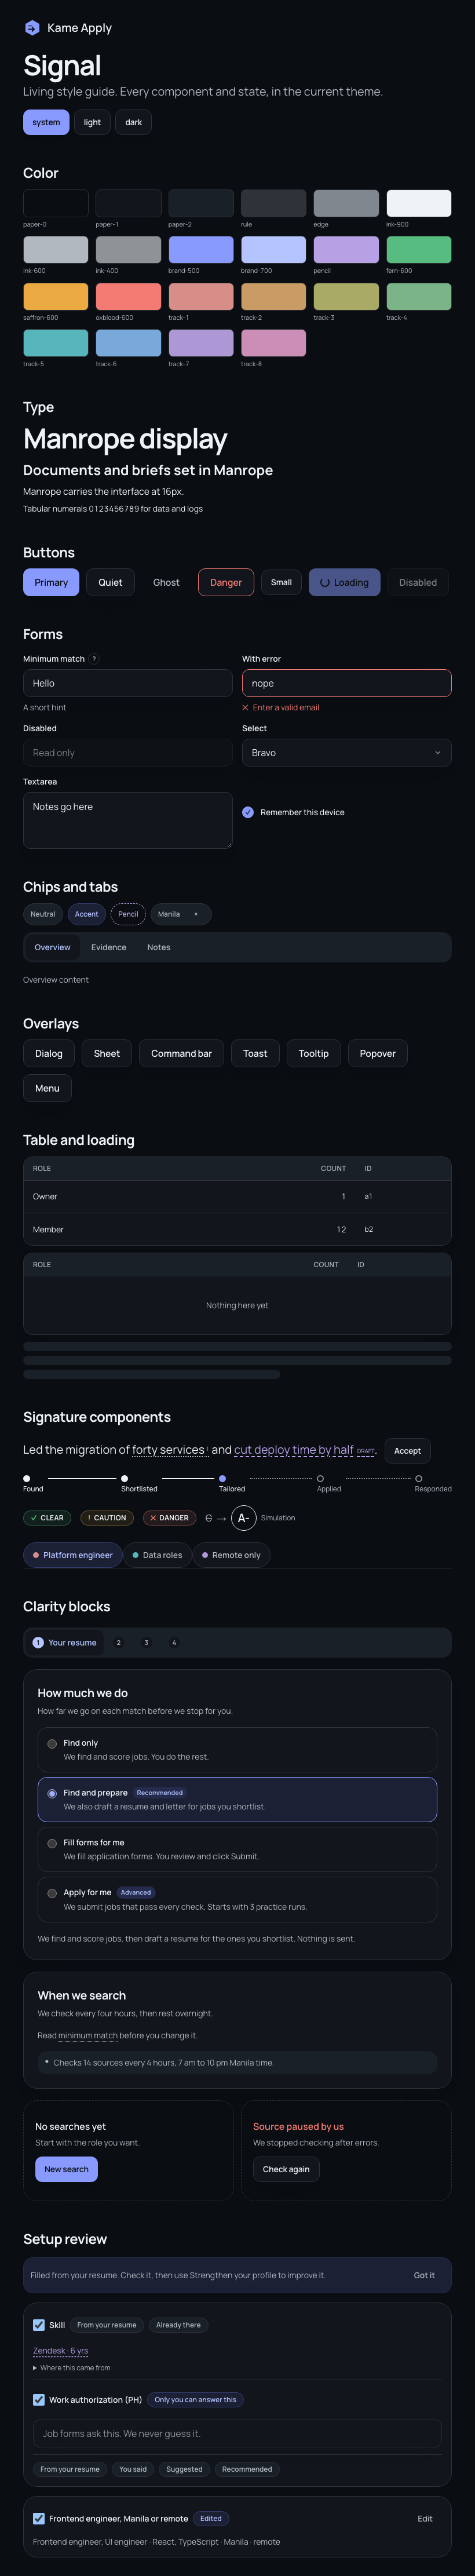 Kame Apply
Signal
Living style guide. Every component and state, in the current theme.
system light dark
Color
paper-0 paper-1 paper-2 rule edge ink-900
ink-600 ink-400 brand-500 brand-700 pencil fern-600
saffron-600 oxblood-600 track-1 track-2 track-3 track-4
track-5 track-6 track-7 track-8
Type
Manrope display
Documents and briefs set in Manrope
Manrope carries the interface at 16px.
Tabular numerals 0123456789 for data and logs
Buttons
Primary Quiet Ghost Danger Small Loading Disabled
Forms
Minimum match ? With error
Hello nope
A short hint Enter a valid email
Disabled Select
Read only Bravo
Textarea
Notes go here
Remember this device
Chips and tabs
Neutral Accent Pencil Manila ×
Overview Evidence Notes
Overview content
Overlays
Dialog Sheet Command bar Toast Tooltip Popover
Menu
Table and loading
ROLE COUNT ID
Owner 1 a1
Member 12 b2
ROLE COUNT ID
Nothing here yet
Signature components
Led the migration of forty services ! and cut deploy time by half DRAFT. Accept
Found Shortlisted Tailored Applied Responded
CLEAR ! CAUTION DANGER C → A- Simulation
Platform engineer Data roles Remote only
Clarity blocks
1 Your resume 2 3 4
How much we do
How far we go on each match before we stop for you.
Find only
We find and score jobs. You do the rest.
Find and prepare Recommended
We also draft a resume and letter for jobs you shortlist.
Fill forms for me
We fill application forms. You review and click Submit.
Apply for me Advanced
We submit jobs that pass every check. Starts with 3 practice runs.
We find and score jobs, then draft a resume for the ones you shortlist. Nothing is sent.
When we search
We check every four hours, then rest overnight.
Read minimum match before you change it.
Checks 14 sources every 4 hours, 7 am to 10 pm Manila time.
No searches yet Source paused by us
Start with the role you want. We stopped checking after errors.
New search Check again
Setup review
Filled from your resume. Check it, then use Strengthen your profile to improve it. Got it
Skill From your resume Already there
Zendesk · 6 yrs
Where this came from
Work authorization (PH) Only you can answer this
Job forms ask this. We never guess it.
From your resume You said Suggested Recommended
Frontend engineer, Manila or remote Edited Edit
Frontend engineer, UI engineer · React, TypeScript · Manila · remote